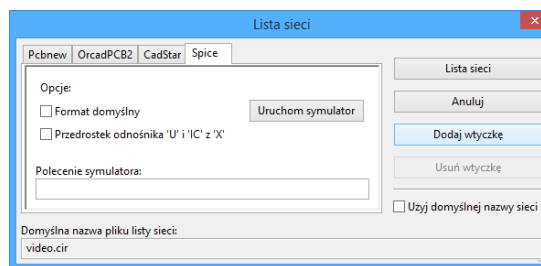 Lista sieci
Pcbnew OrcadPCB2 CadStar Spice
Opcje:
Format domyślny
Uruchom symulator
Przedrostek odnośnika 'U' i 'IC' z 'X'
Polecenie symulatora:
Lista sieci
Anuluj
Dodaj wtyczkę
Usuń wtyczkę
Użyj domyślnej nazwy sieci
Domyślna nazwa pliku listy sieci:
video.cir